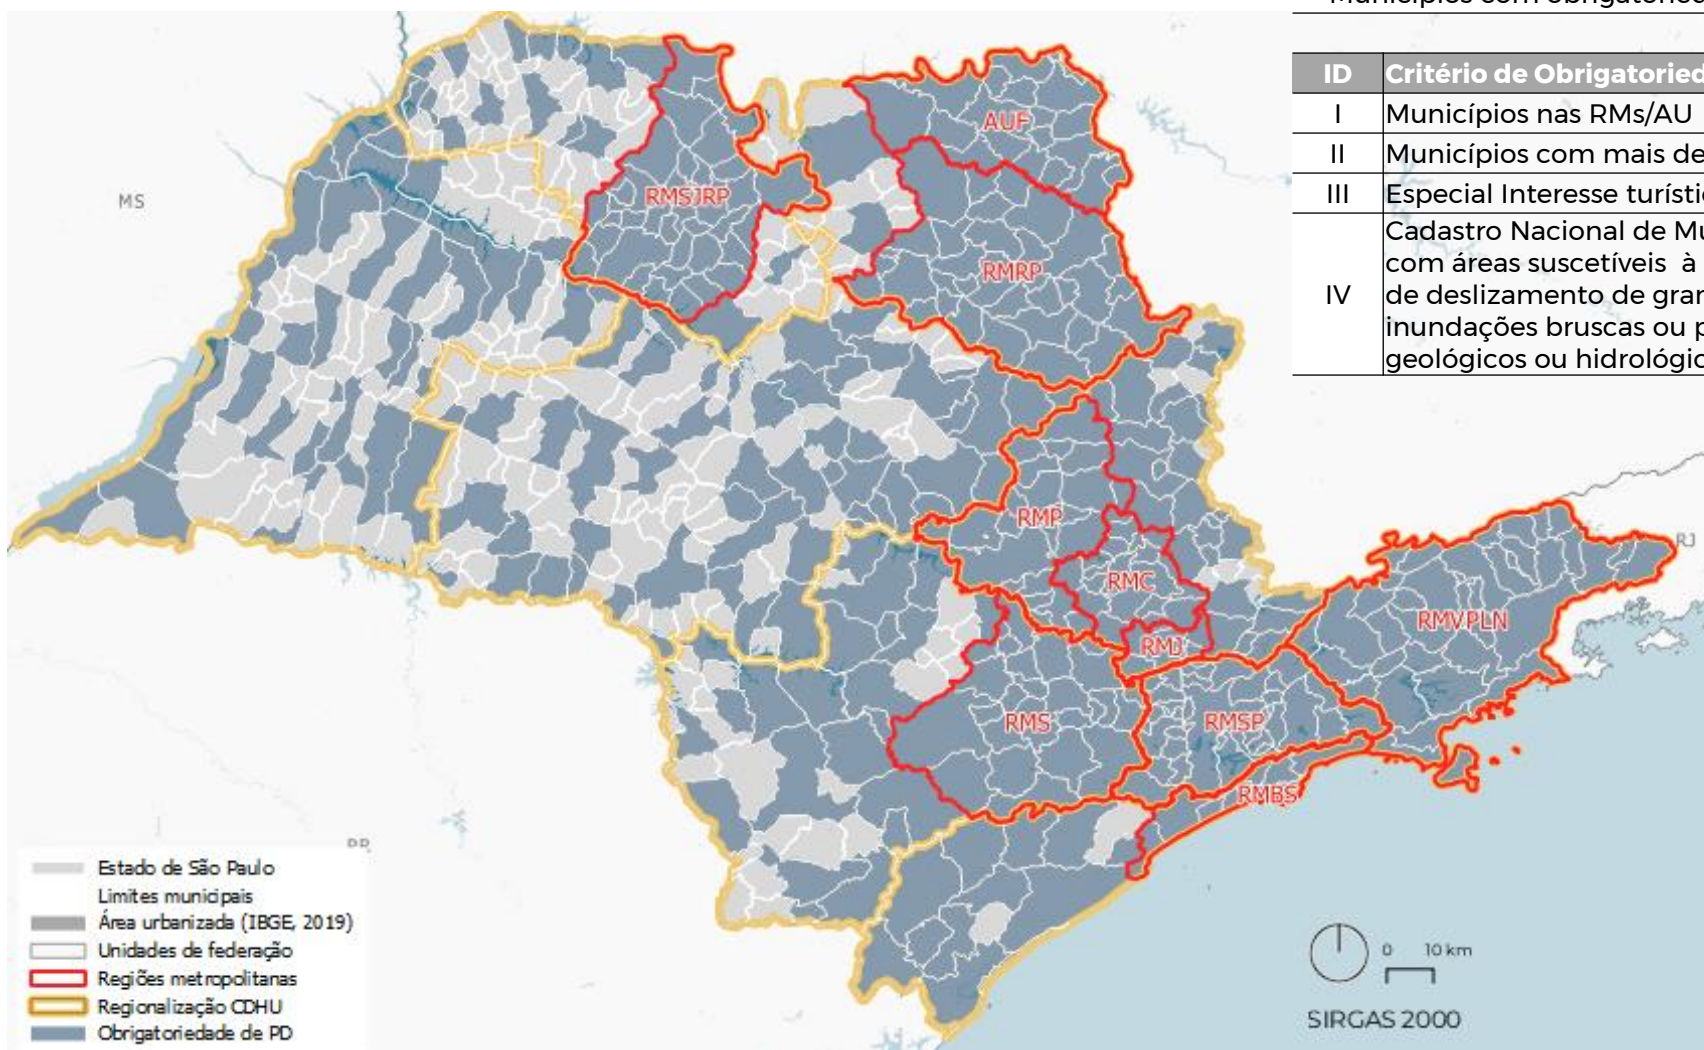 Municípios com obrigatoried
ID Critério de Obrigatoried
I Municípios nas RMs/AU
II Municípios com mais de
III Especial Interesse turísti
IV Cadastro Nacional de Mu
com áreas suscetíveis à
de deslizamento de gran
inundações bruscas ou p
geológicos ou hidrológic
MS
AUF
RMSJRP
RMRP
RMP
RMC
RMJ
RMVPLN
RJ
RMS
RMSP
RMBS
PR
Estado de São Paulo
Limites municipais
Área urbanizada (IBGE, 2019)
Unidades de federação
Regiões metropolitanas
Regionalização CDHU
Obrigatoriedade de PD
0 10 km
SIRGAS 2000